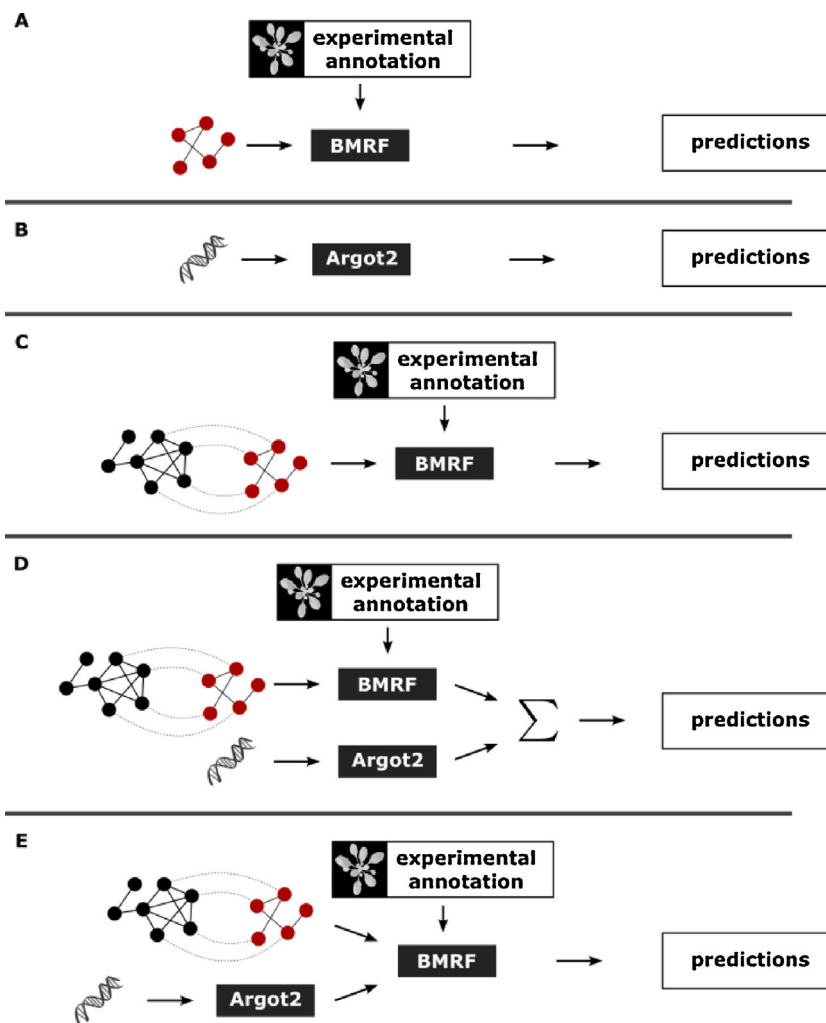 A
experimental
annotation
BMRF
predictions
B
Argot2
predictions
C
experimental
annotation
BMRF
predictions
D
experimental
annotation
BMRF
∑
predictions
Argot2
E
experimental
annotation
BMRF
predictions
Argot2